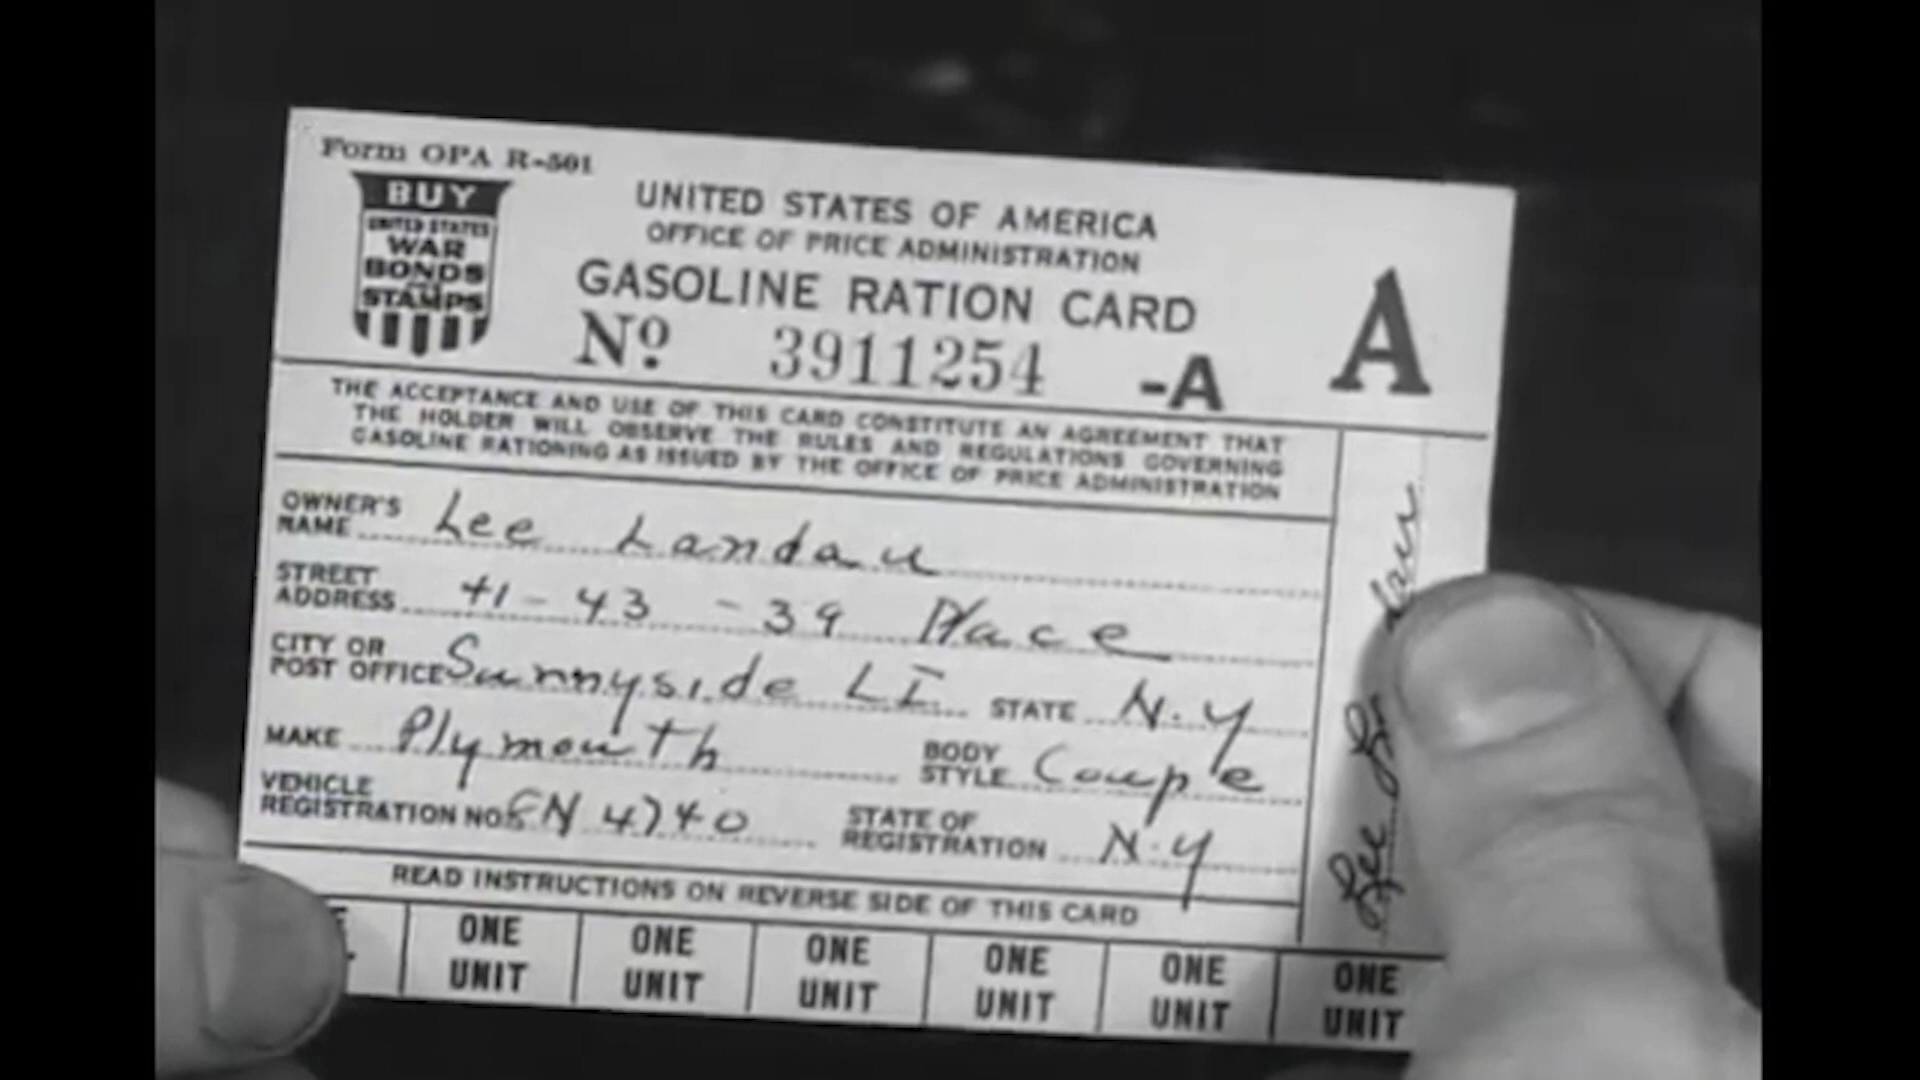 Form OPA R-501
BUY
UNITED STATES
WAR
BONDS
AND
STAMPS
UNITED STATES OF AMERICA
OFFICE OF PRICE ADMINISTRATION
GASOLINE RATION CARD
Nº 3911254 -A
A
THE ACCEPTANCE AND USE OF THIS CARD CONSTITUTE AN AGREEMENT THAT
THE HOLDER WILL OBSERVE THE RULES AND REGULATIONS GOVERNING
GASOLINE RATIONING AS ISSUED BY THE OFFICE OF PRICE ADMINISTRATION
OWNER'S NAME Lee Landau
STREET ADDRESS 41-43-39 Place
CITY OR POST OFFICE Sunnyside LI STATE N.Y
MAKE Plymouth BODY STYLE Coupe
VEHICLE REGISTRATION NO. 4740 STATE OF REGISTRATION N.Y
Lee
READ INSTRUCTIONS ON REVERSE SIDE OF THIS CARD
ONE UNIT
ONE UNIT
ONE UNIT
ONE UNIT
ONE UNIT
ONE UNIT